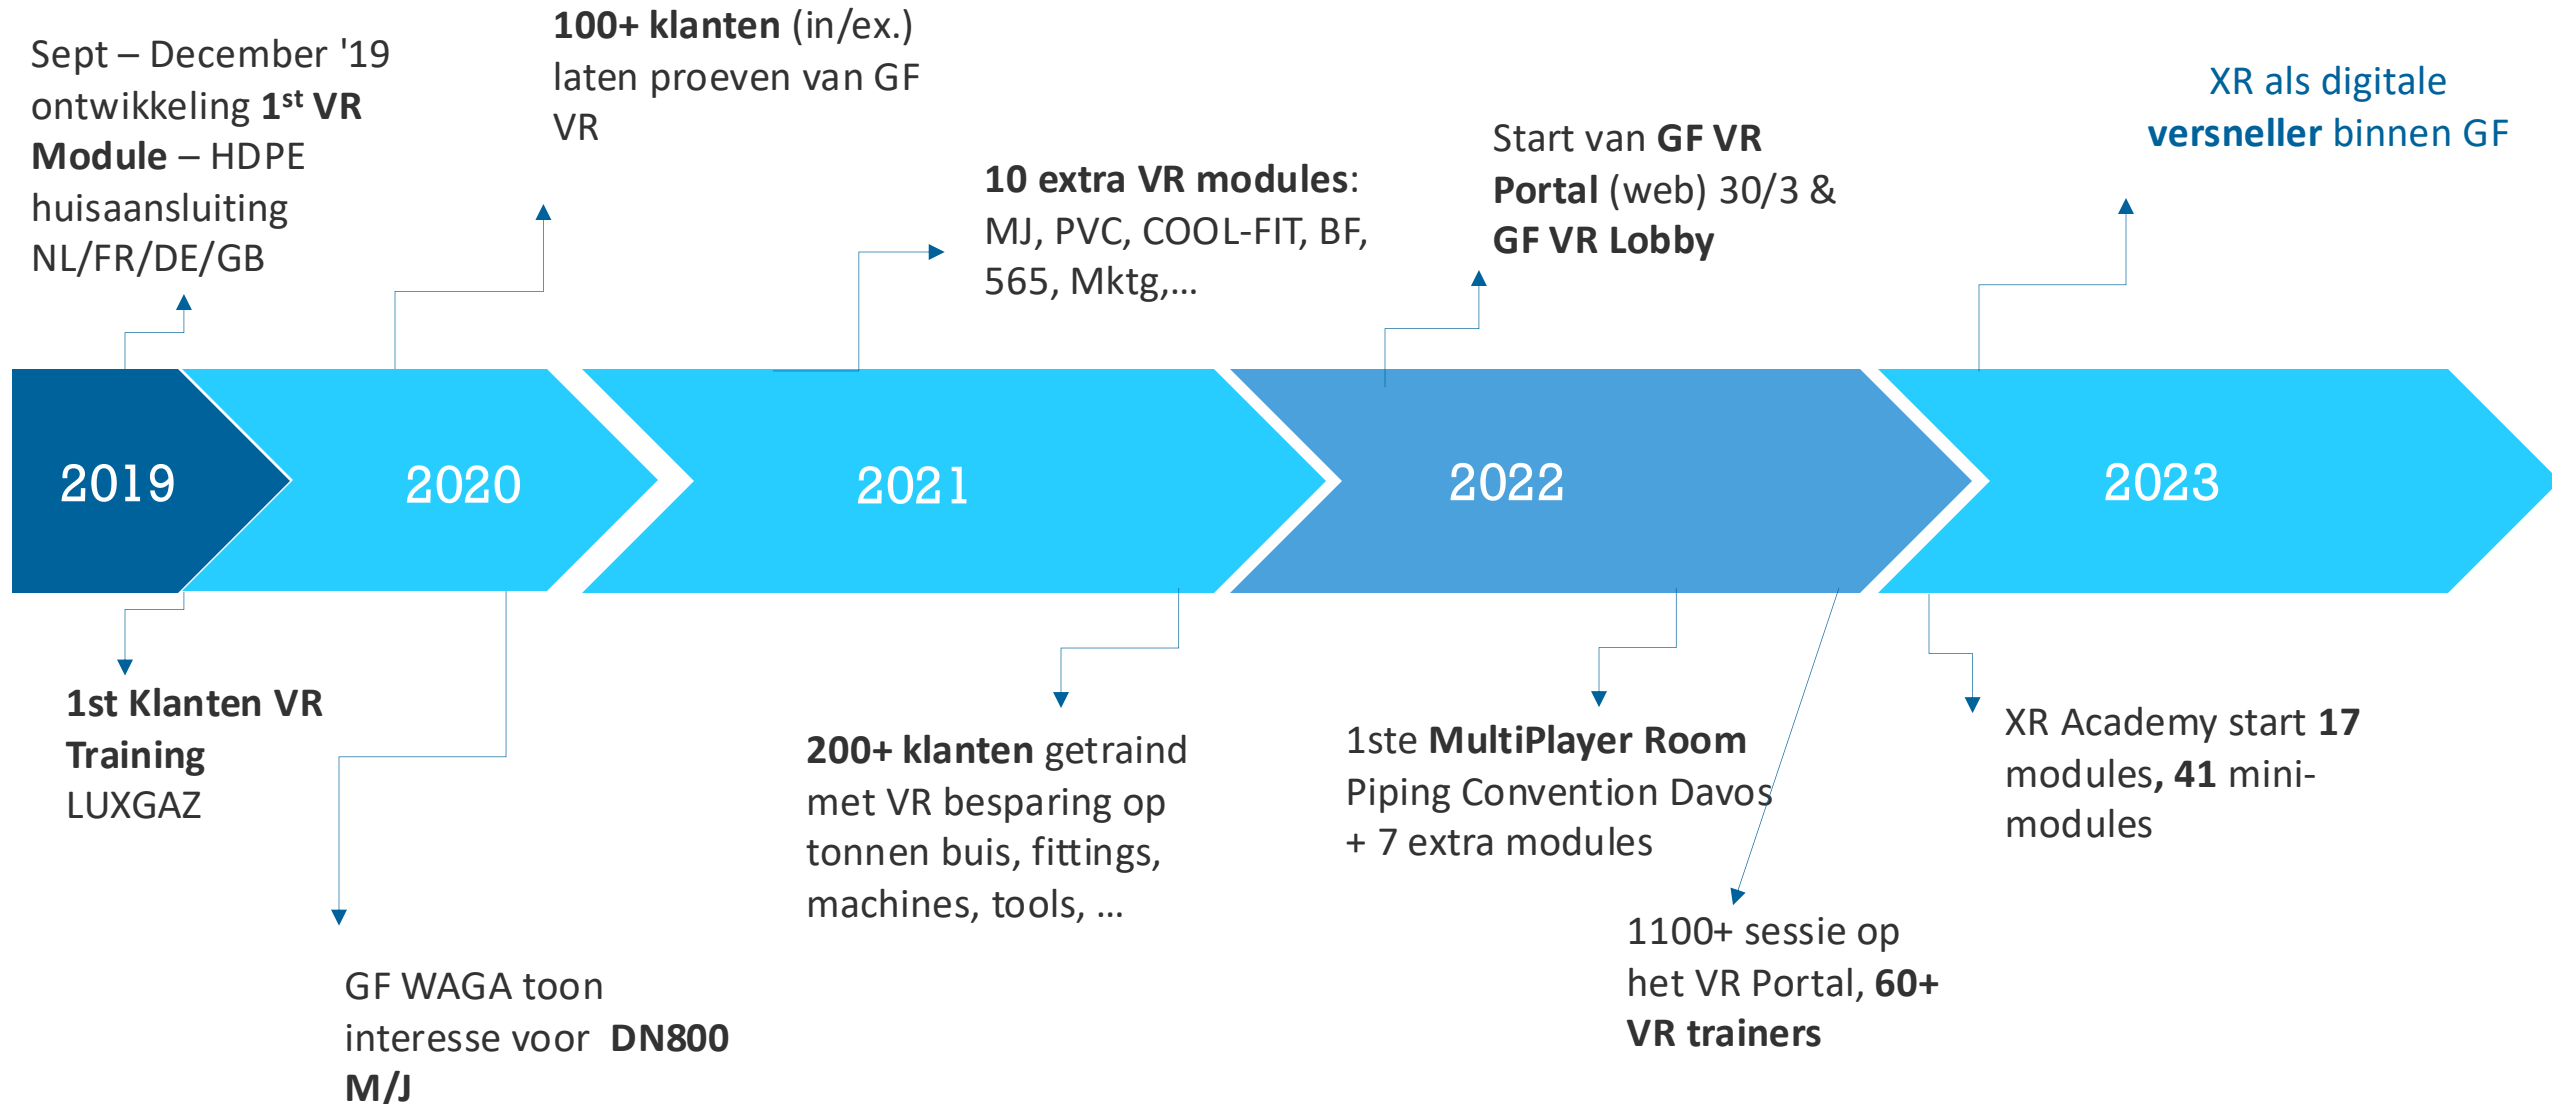 Sept – December '19
ontwikkeling 1st VR
Module – HDPE
huisaansluiting
NL/FR/DE/GB
100+ klanten (in/ex.)
laten proeven van GF
VR
10 extra VR modules:
MJ, PVC, COOL-FIT, BF,
565, Mktg,...
Start van GF VR
Portal (web) 30/3 &
GF VR Lobby
XR als digitale
versneller binnen GF
2019
2020
2021
2022
2023
1st Klanten VR
Training
LUXGAZ
GF WAGA toon
interesse voor DN800
M/J
200+ klanten getraind
met VR besparing op
tonnen buis, fittings,
machines, tools, ...
1ste MultiPlayer Room
Piping Convention Davos
+ 7 extra modules
1100+ sessie op
het VR Portal, 60+
VR trainers
XR Academy start 17
modules, 41 mini-
modules